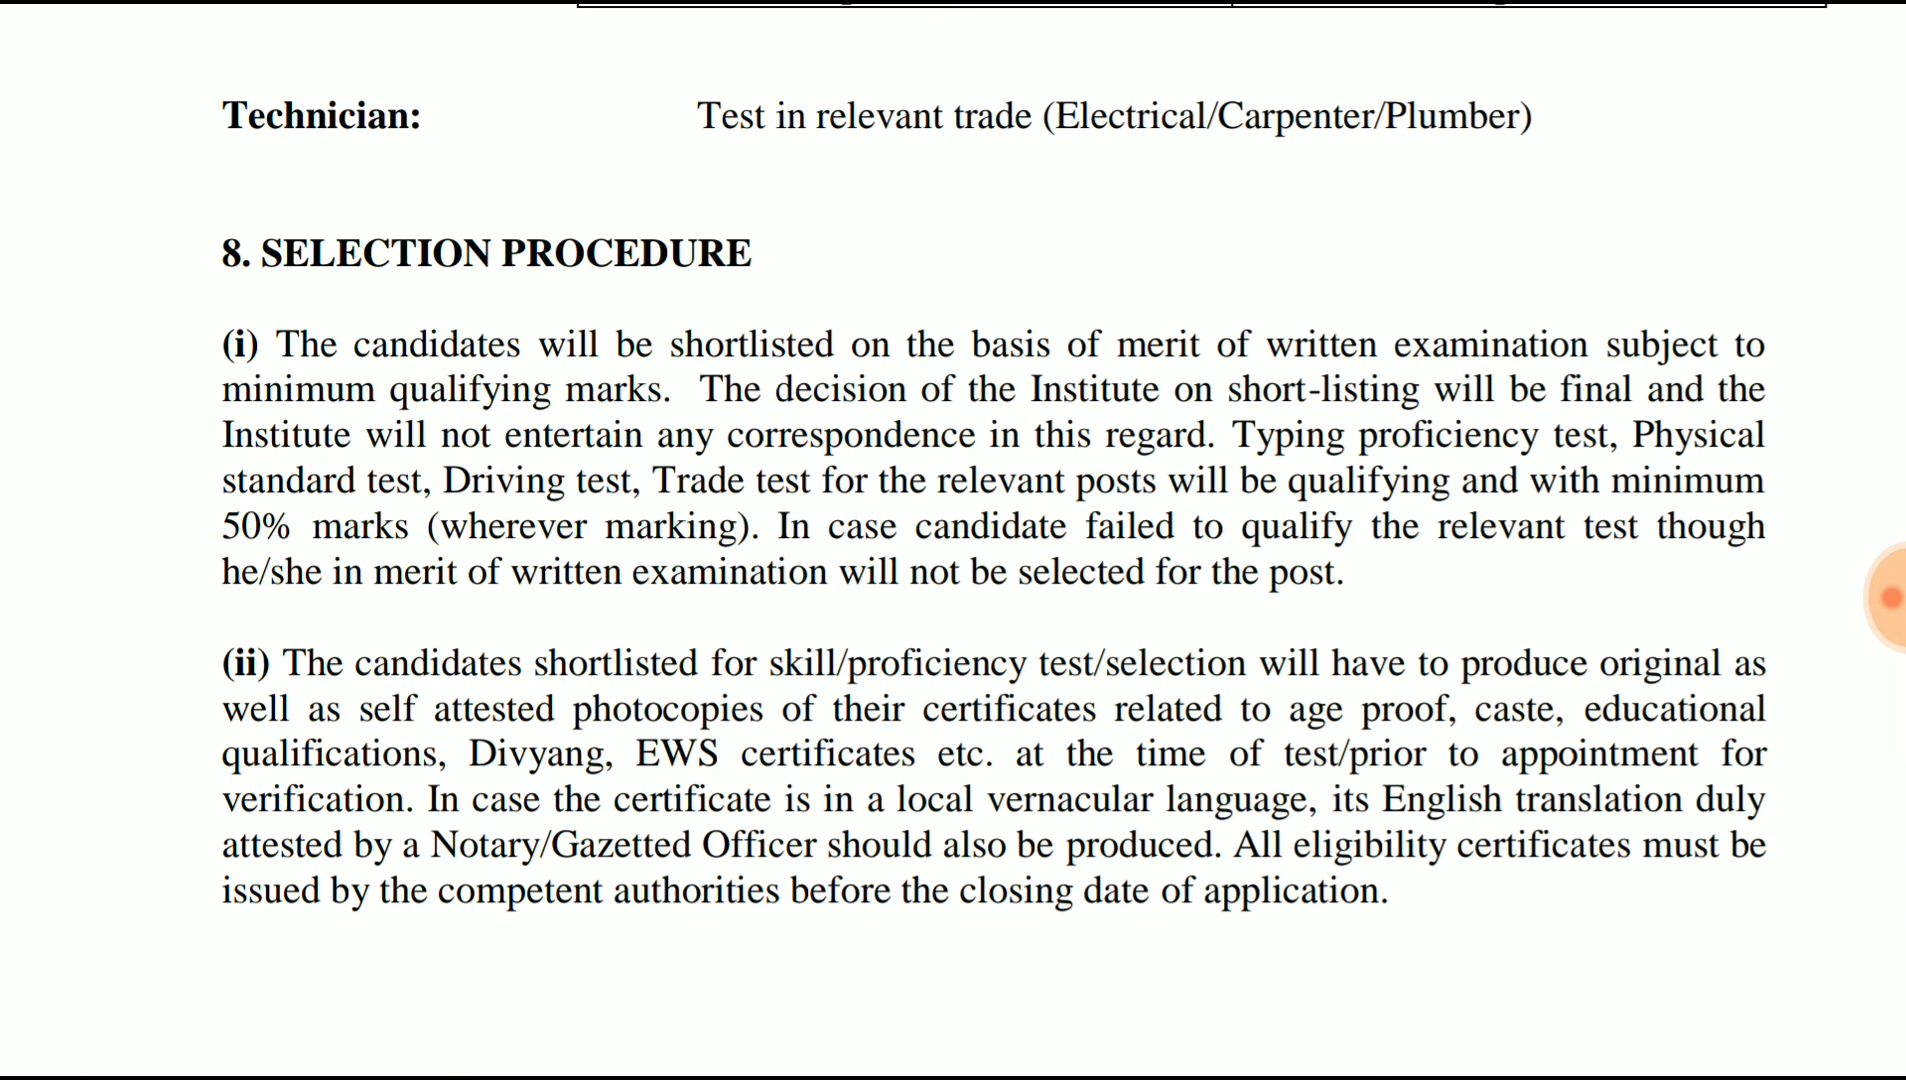 Technician: Test in relevant trade (Electrical/Carpenter/Plumber)
8. SELECTION PROCEDURE
(i) The candidates will be shortlisted on the basis of merit of written examination subject to
minimum qualifying marks. The decision of the Institute on short-listing will be final and the
Institute will not entertain any correspondence in this regard. Typing proficiency test, Physical
standard test, Driving test, Trade test for the relevant posts will be qualifying and with minimum
50% marks (wherever marking). In case candidate failed to qualify the relevant test though
he/she in merit of written examination will not be selected for the post.
(ii) The candidates shortlisted for skill/proficiency test/selection will have to produce original as
well as self attested photocopies of their certificates related to age proof, caste, educational
qualifications, Divyang, EWS certificates etc. at the time of test/prior to appointment for
verification. In case the certificate is in a local vernacular language, its English translation duly
attested by a Notary/Gazetted Officer should also be produced. All eligibility certificates must be
issued by the competent authorities before the closing date of application.